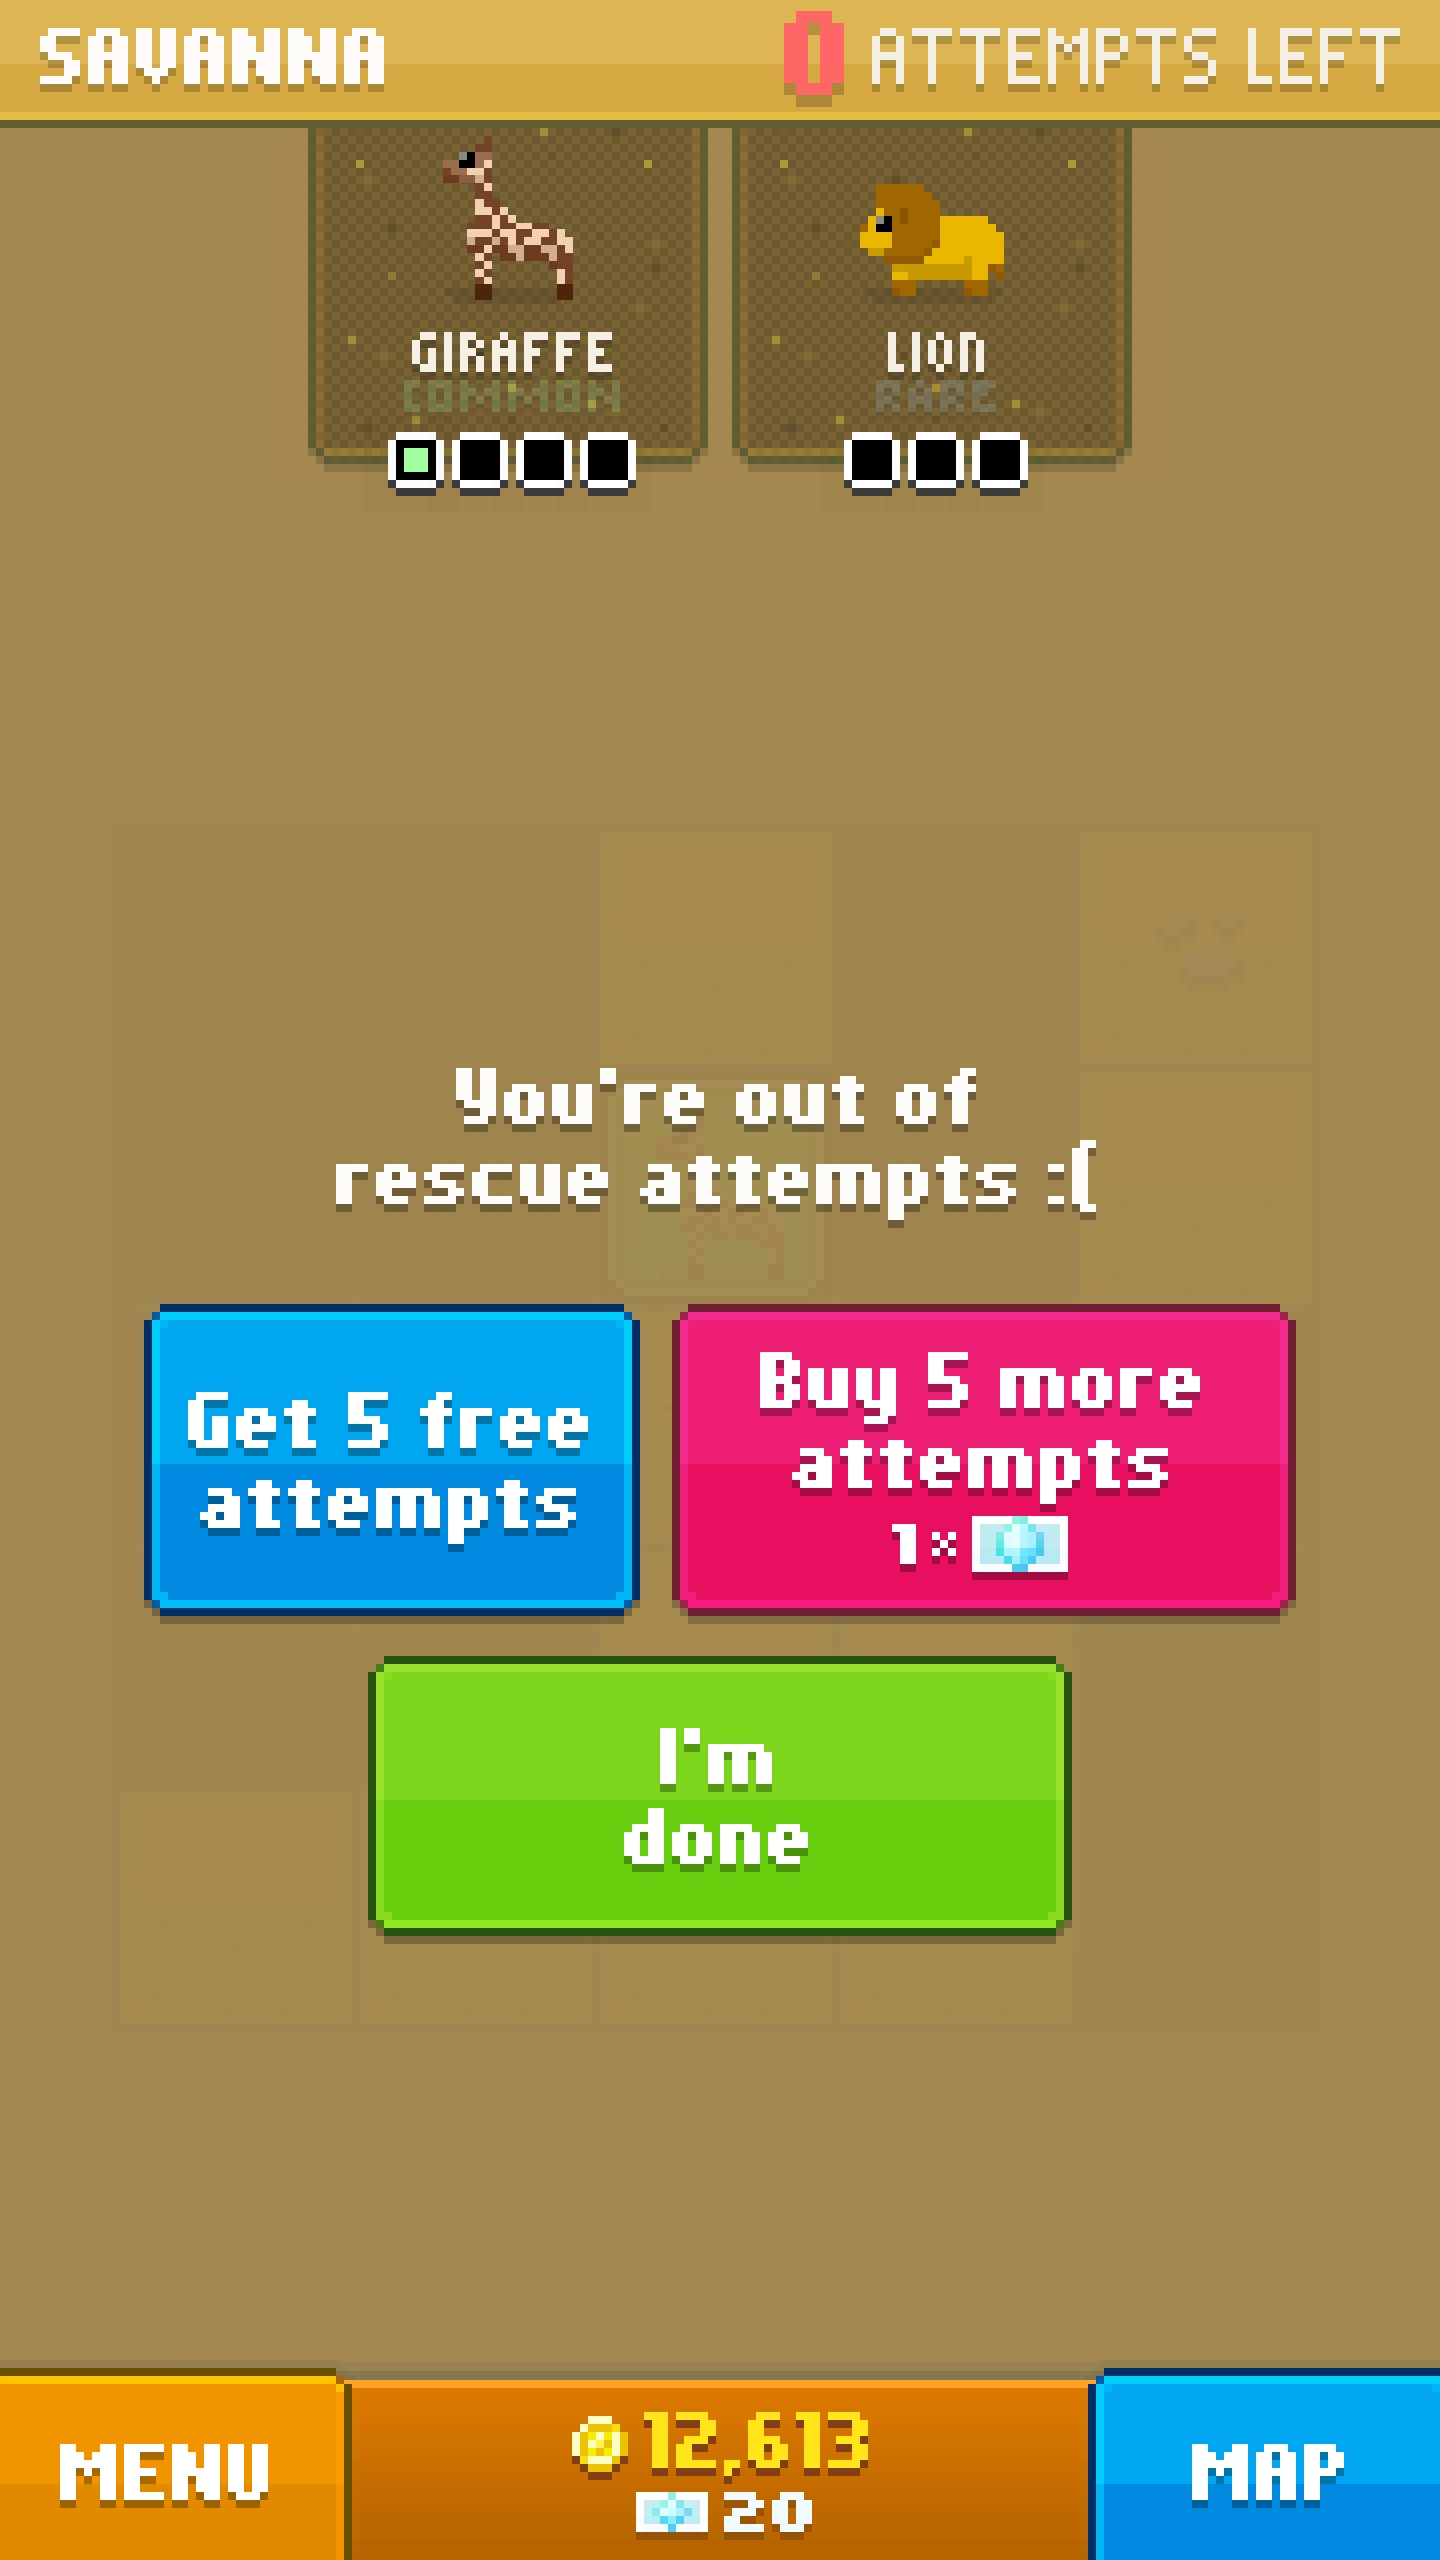 SAVANNA
0 ATTEMPTS LEFT
GIRAFFE
COMMON
LION
RARE
You're out of
rescue attempts :(
Get 5 free
attempts
Buy 5 more
attempts
1×
I'm
done
MENU
12,613
20
MAP